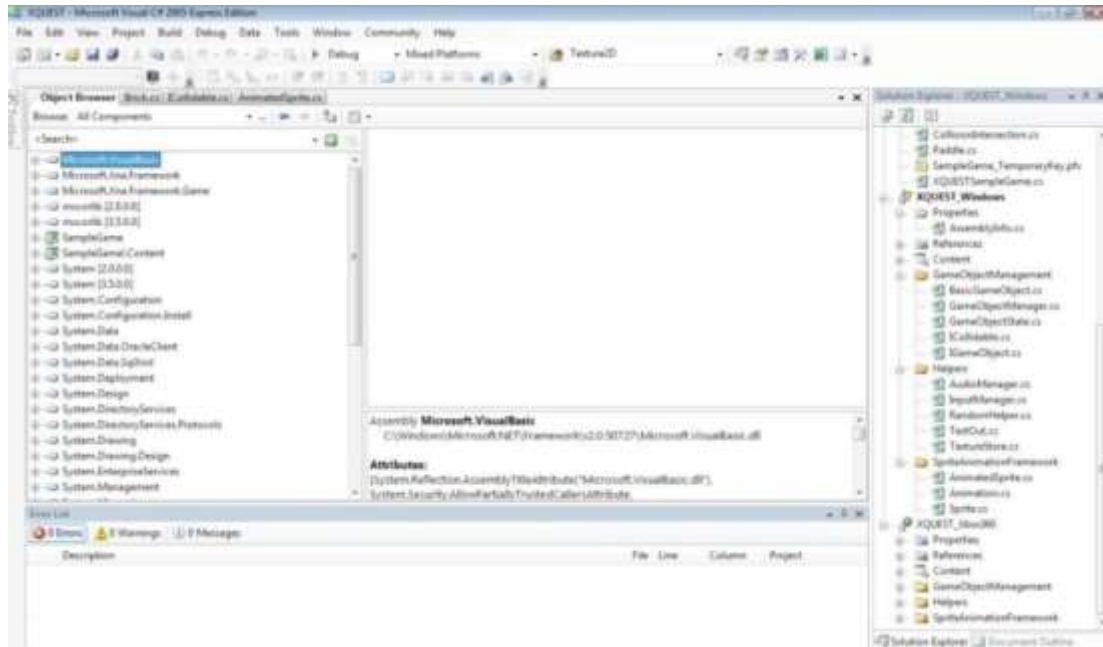 XQUEST - Microsoft Visual C# 2005 Express Edition
File Edit View Project Build Debug Data Tools Window Community Help
Debug Mixed Platforms Texture2D
Object Browser Brick.cs ICollidable.cs AnimatedSprite.cs
Browse: All Components
<Search>
Microsoft.VisualBasic
Microsoft.Xna.Framework
Microsoft.Xna.Framework.Game
mscorlib [2.0.0.0]
mscorlib [3.5.0.0]
SampleGame
SampleGame\Content
System [2.0.0.0]
System [3.5.0.0]
System.Configuration
System.Configuration.Install
System.Data
System.Data.OracleClient
System.Data.SqlXml
System.Deployment
System.Design
System.DirectoryServices
System.DirectoryServices.Protocols
System.Drawing
System.Drawing.Design
System.EnterpriseServices
System.Management
Assembly Microsoft.VisualBasic
C:\Windows\Microsoft.NET\Framework\v2.0.50727\Microsoft.VisualBasic.dll
Attributes:
[System.Reflection.AssemblyTitleAttribute("Microsoft.VisualBasic.dll"),
System.Security.AllowPartiallyTrustedCallersAttribute,
Error List
0 Errors 0 Warnings 0 Messages
Description File Line Column Project
Solution Explorer - XQUEST_Windows
CollisionIntersection.cs
Paddle.cs
SampleGame_TemporaryKey.pfx
XQUESTSampleGame.cs
XQUEST_Windows
Properties
AssemblyInfo.cs
References
Content
GameObjectManagement
BasicGameObject.cs
GameObjectManager.cs
GameObjectState.cs
ICollidable.cs
IGameObject.cs
Helpers
AudioManager.cs
InputManager.cs
RandomHelper.cs
TextOut.cs
TextureStore.cs
SpriteAnimationFramework
AnimatedSprite.cs
Animation.cs
Sprite.cs
XQUEST_Xbox360
Properties
References
Content
GameObjectManagement
Helpers
SpriteAnimationFramework
Solution Explorer Document Outline